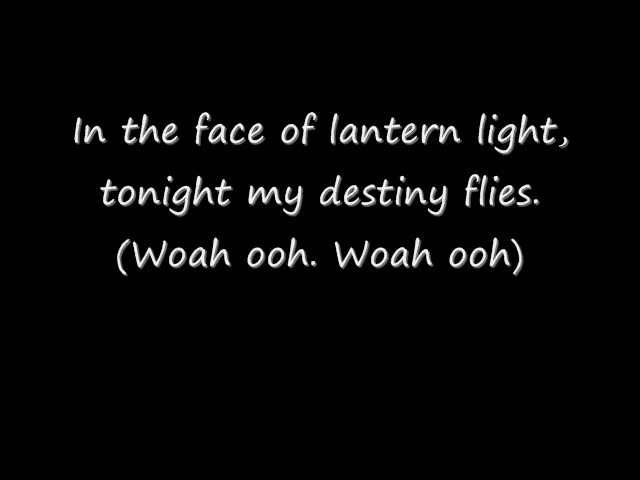 In the face of lantern light,
tonight my destiny flies.
(Woah ooh. Woah ooh)